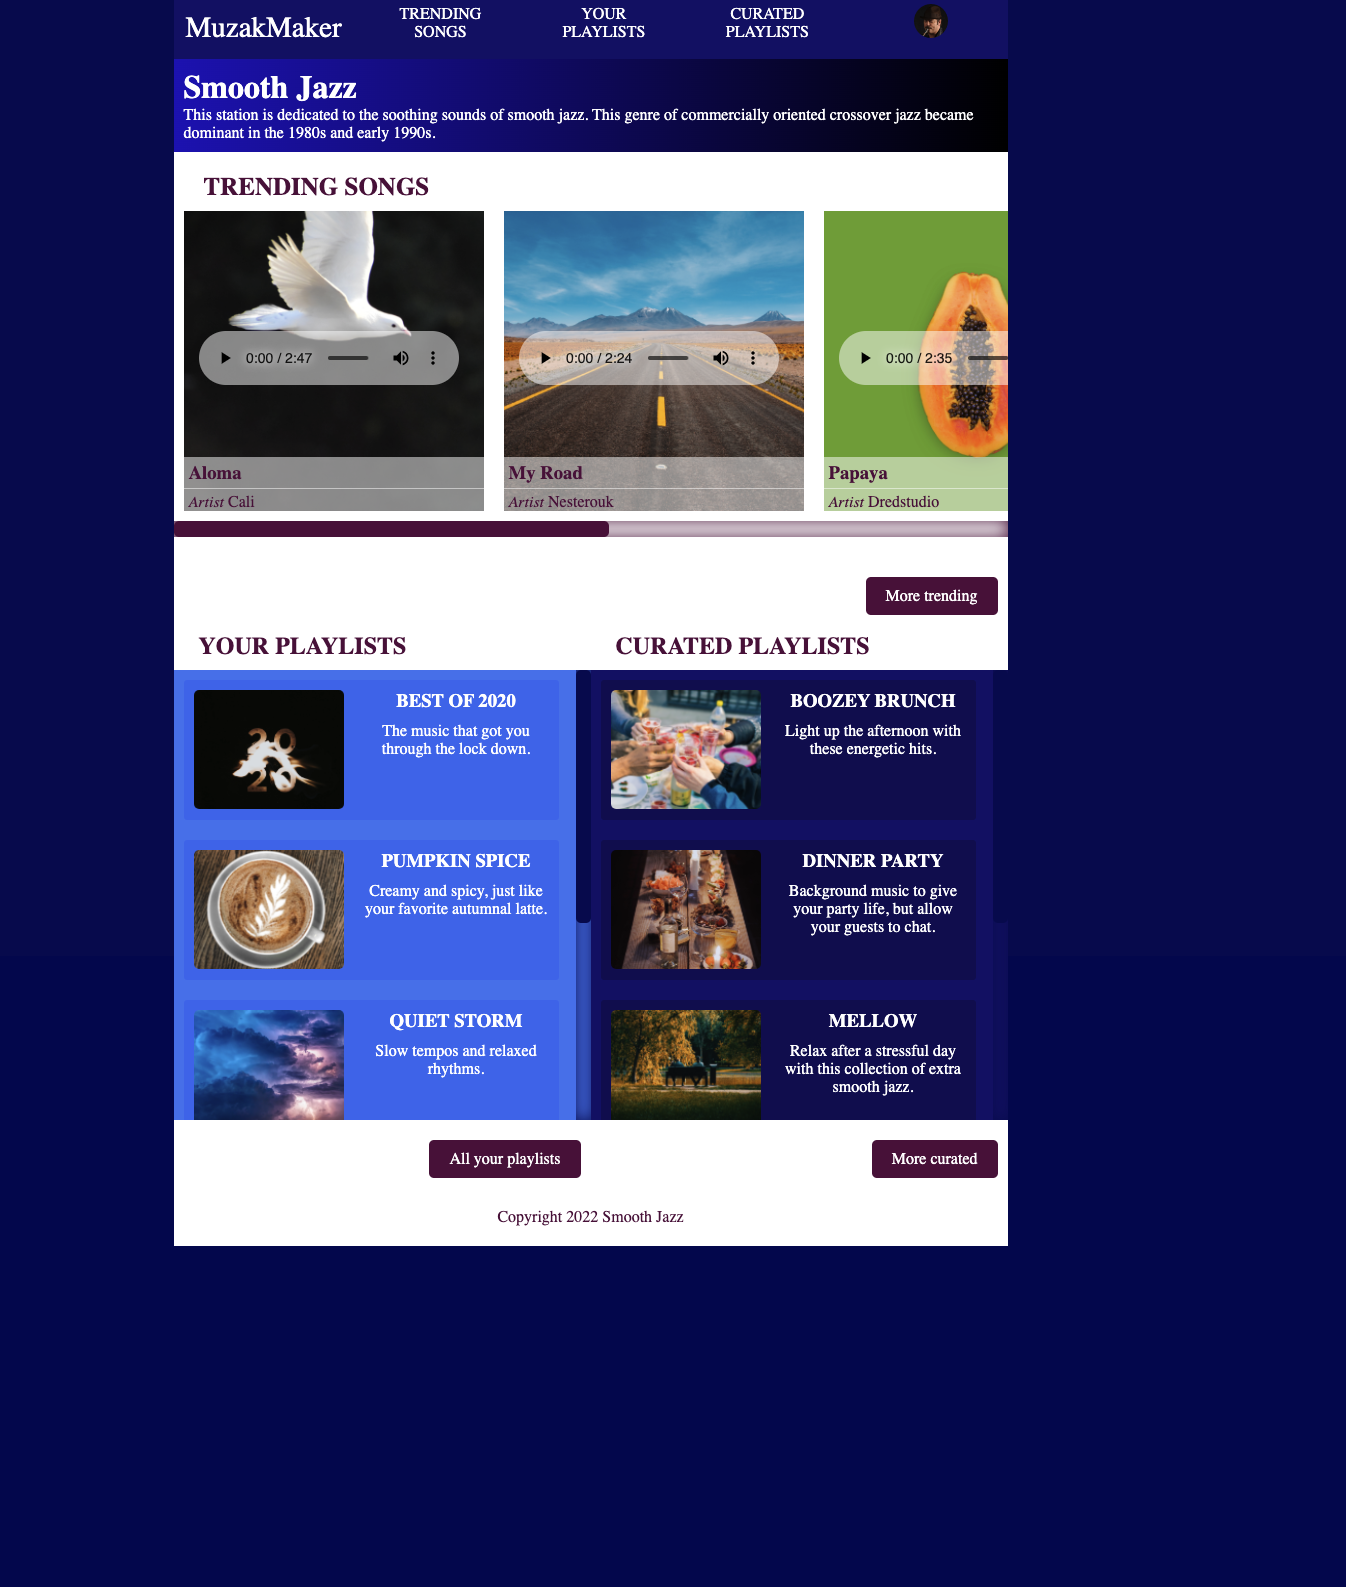 MuzakMaker
TRENDING
SONGS
YOUR
PLAYLISTS
CURATED
PLAYLISTS
Smooth Jazz
This station is dedicated to the soothing sounds of smooth jazz. This genre of commercially oriented crossover jazz became
dominant in the 1980s and early 1990s.
TRENDING SONGS
0:00 / 2:47
0:00 / 2:24
0:00 / 2:35
Aloma
Artist Cali
My Road
Artist Nesterouk
Papaya
Artist Dredstudio
More trending
YOUR PLAYLISTS
20
20
BEST OF 2020
The music that got you
through the lock down.
PUMPKIN SPICE
Creamy and spicy, just like
your favorite autumnal latte.
QUIET STORM
Slow tempos and relaxed
rhythms.
All your playlists
CURATED PLAYLISTS
BOOZEY BRUNCH
Light up the afternoon with
these energetic hits.
DINNER PARTY
Background music to give
your party life, but allow
your guests to chat.
MELLOW
Relax after a stressful day
with this collection of extra
smooth jazz.
More curated
Copyright 2022 Smooth Jazz